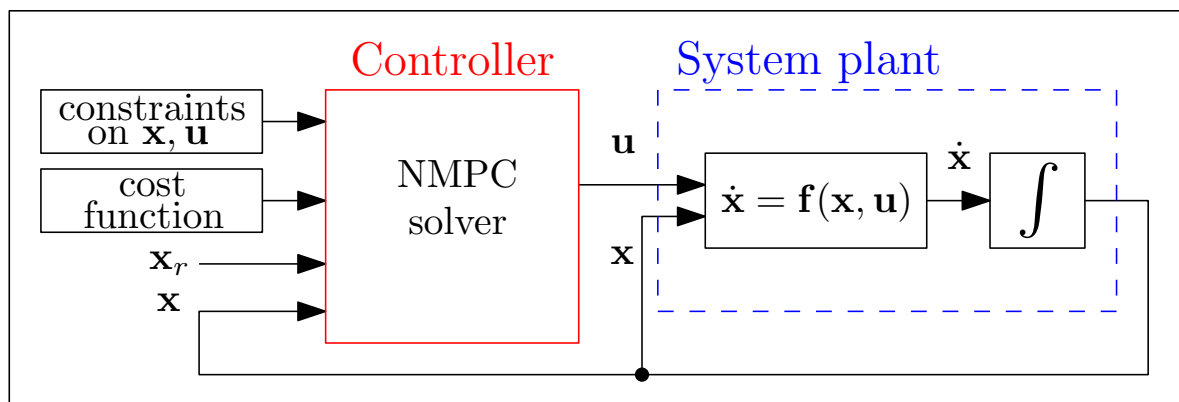 Controller
System plant
constraints
on x, u
cost
function
x_r
x
NMPC
solver
u
x
ẋ = f(x, u)
ẋ
∫